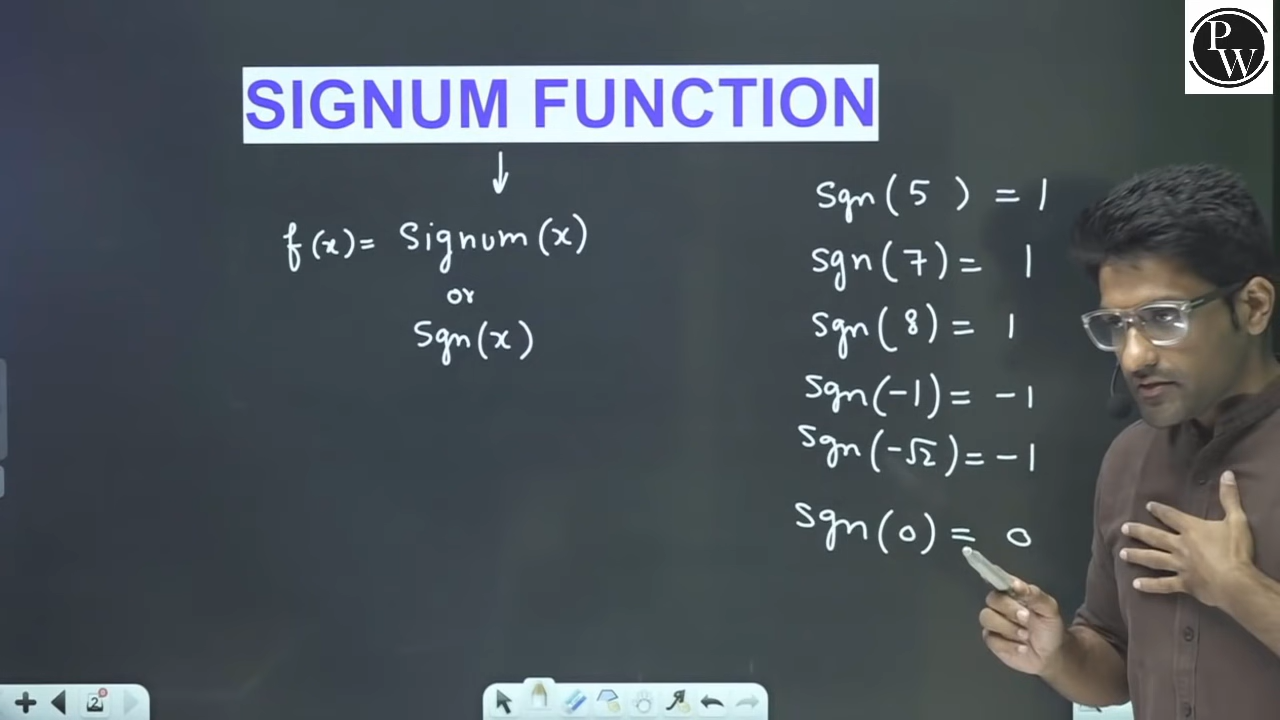 PW
SIGNUM FUNCTION
↓
f(x) = Signum(x)
or
Sgn(x)
Sgn(5) = 1
Sgn(7) = 1
Sgn(8) = 1
Sgn(-1) = -1
Sgn(-√2) = -1
Sgn(0) = 0
2